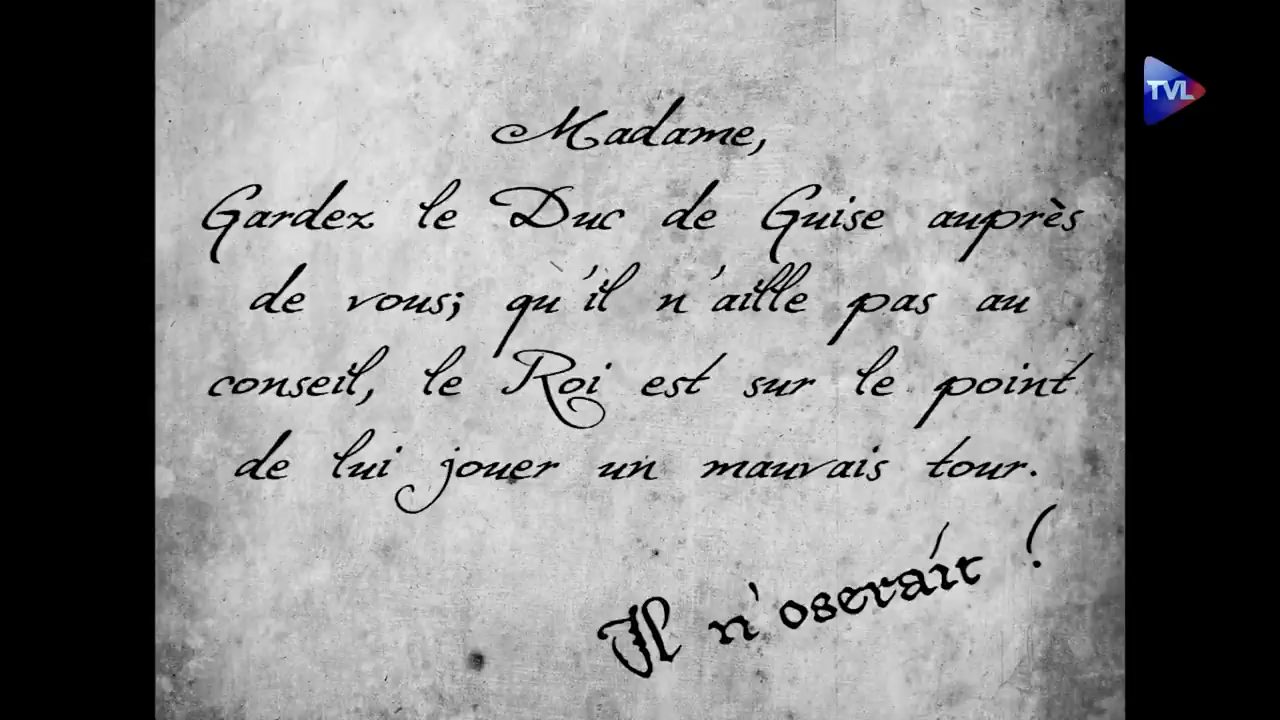 TVL
Madame,
Gardez le Duc de Guise auprès
de vous; qu'il n'aille pas au
conseil, le Roi est sur le point
de lui jouer un mauvais tour.
Il n'oserait !